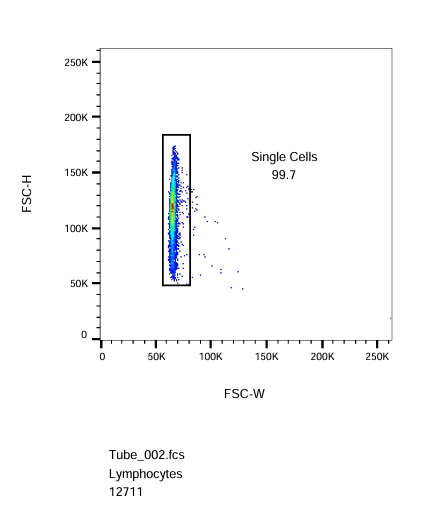 250K
200K
150K
100K
50K
0
FSC-H
Single Cells
99.7
0 50K 100K 150K 200K 250K
FSC-W
Tube_002.fcs
Lymphocytes
12711